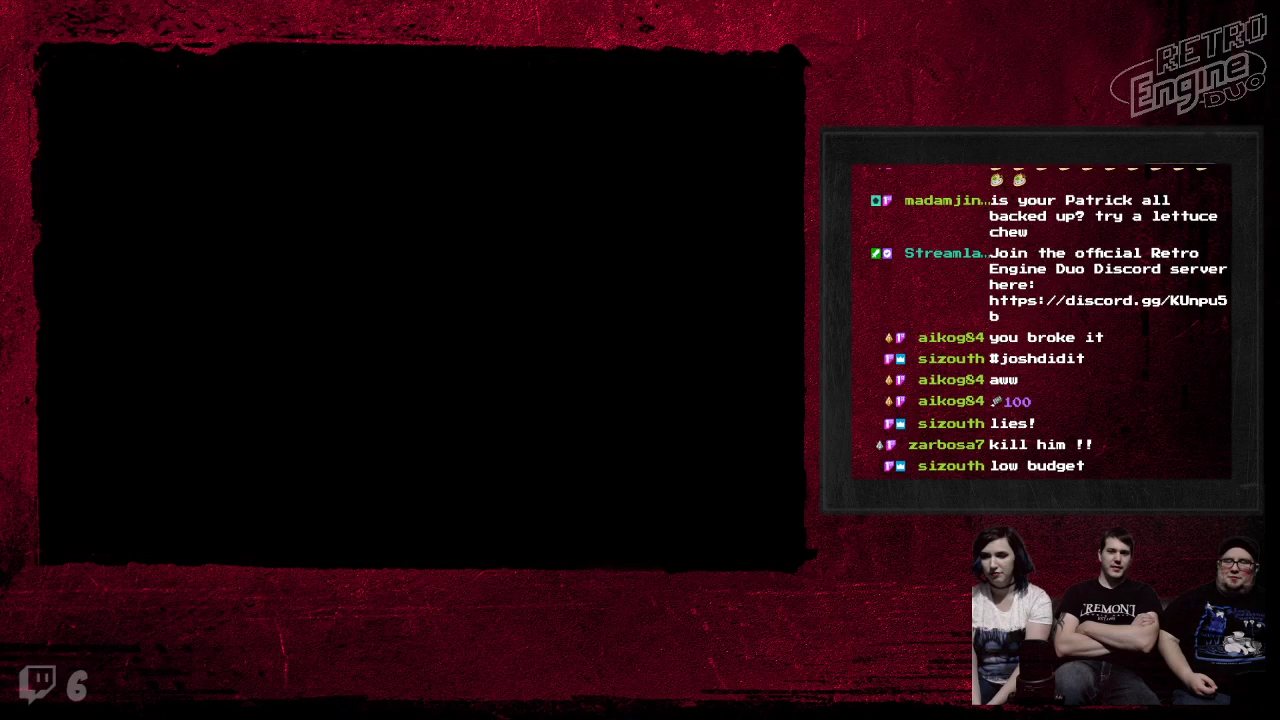 RETRO
Engine
DUO
madamjin.. is your Patrick all
backed up? try a lettuce
chew
Streamla.. Join the official Retro
Engine Duo Discord server
here:
https://discord.gg/KUnpu5
b
aikog84 you broke it
sizouth #joshdidit
aikog84 aww
aikog84 100
sizouth lies!
zarbosa7 kill him !!
sizouth low budget
6